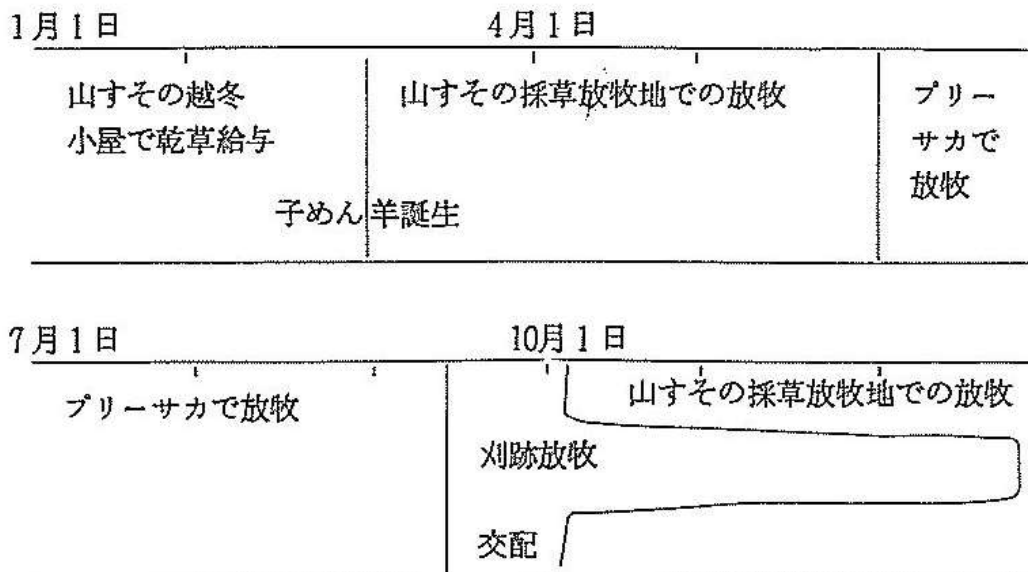 1月1日
4月1日
山すその越冬
小屋で乾草給与
山すその採草放牧地での放牧
プリー
サカで
放牧
子めん羊誕生
7月1日
10月1日
プリーサカで放牧
山すその採草放牧地での放牧
刈跡放牧
交配